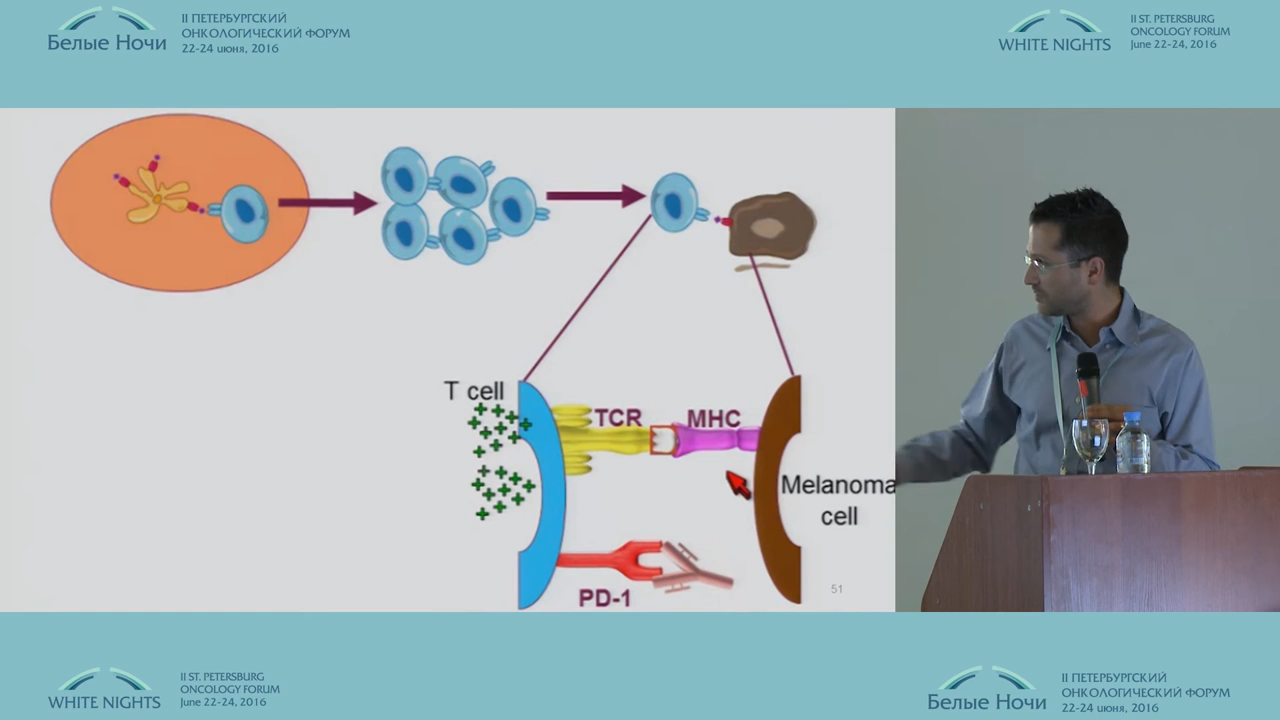 II ПЕТЕРБУРГСКИЙ
ОНКОЛОГИЧЕСКИЙ ФОРУМ
22-24 июня, 2016
Белые Ночи
WHITE NIGHTS
II ST. PETERSBURG
ONCOLOGY FORUM
June 22-24, 2016
T cell
TCR
MHC
Melanoma
cell
PD-1
51
WHITE NIGHTS
II ST. PETERSBURG
ONCOLOGY FORUM
June 22-24, 2016
Белые Ночи
II ПЕТЕРБУРГСКИЙ
ОНКОЛОГИЧЕСКИЙ ФОРУМ
22-24 июня, 2016